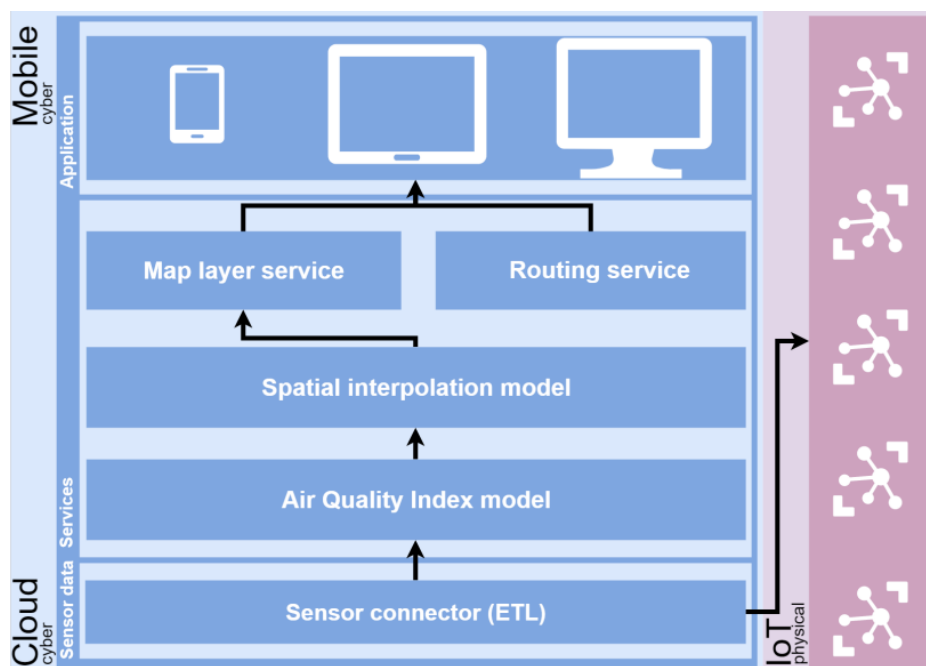 Mobile
cyber
Application
Map layer service
Routing service
Spatial interpolation model
Air Quality Index model
Services
Sensor connector (ETL)
Sensor data
Cloud
cyber
IoT
physical